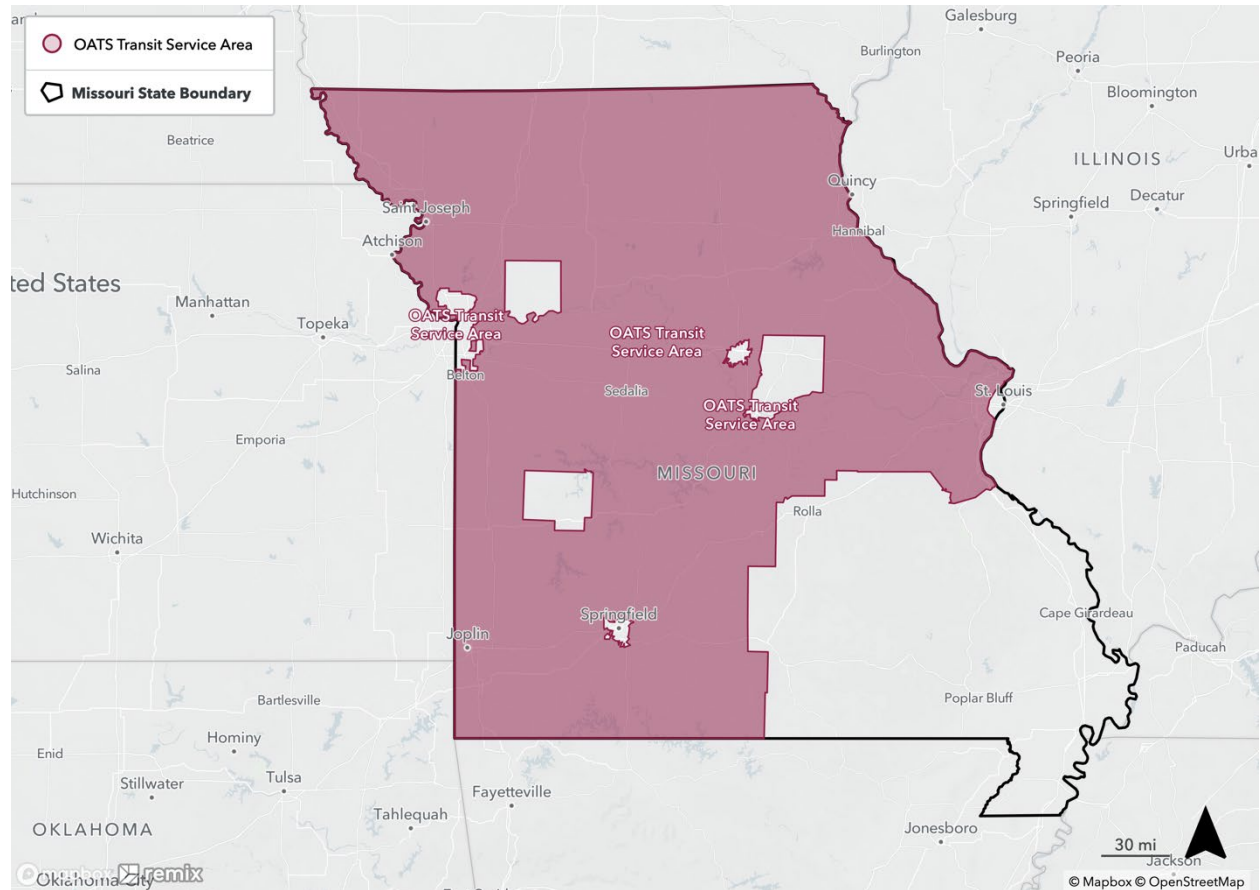 OATS Transit Service Area
Missouri State Boundary
Galesburg
Burlington
Peoria
Bloomington
Beatrice
ILLINOIS
Urba
Quincy
Springfield
Decatur
Saint Joseph
Hannibal
Atchison
ted States
Manhattan
OATS Transit
Service Area
Topeka
OATS Transit
Service Area
Salina
Belton
Sedalia
St. Louis
OATS Transit
Service Area
Emporia
MISSOURI
Hutchinson
Rolla
Wichita
Springfield
Cape Girardeau
Joplin
Paducah
Bartlesville
Poplar Bluff
Hominy
Enid
Stillwater
Tulsa
Fayetteville
Tahlequah
OKLAHOMA
Jonesboro
30 mi
Jackson
mapbox remix
Oklahoma City
© Mapbox © OpenStreetMap